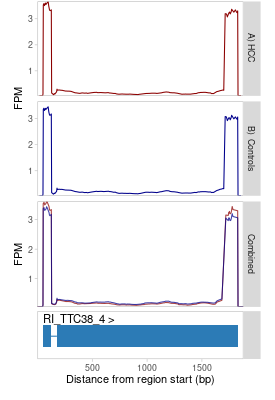 3
2
1
A) HCC
FPM
3
2
1
B) Controls
3
2
1
Combined
FPM
RI_TTC38_4 >
500 1000 1500
Distance from region start (bp)